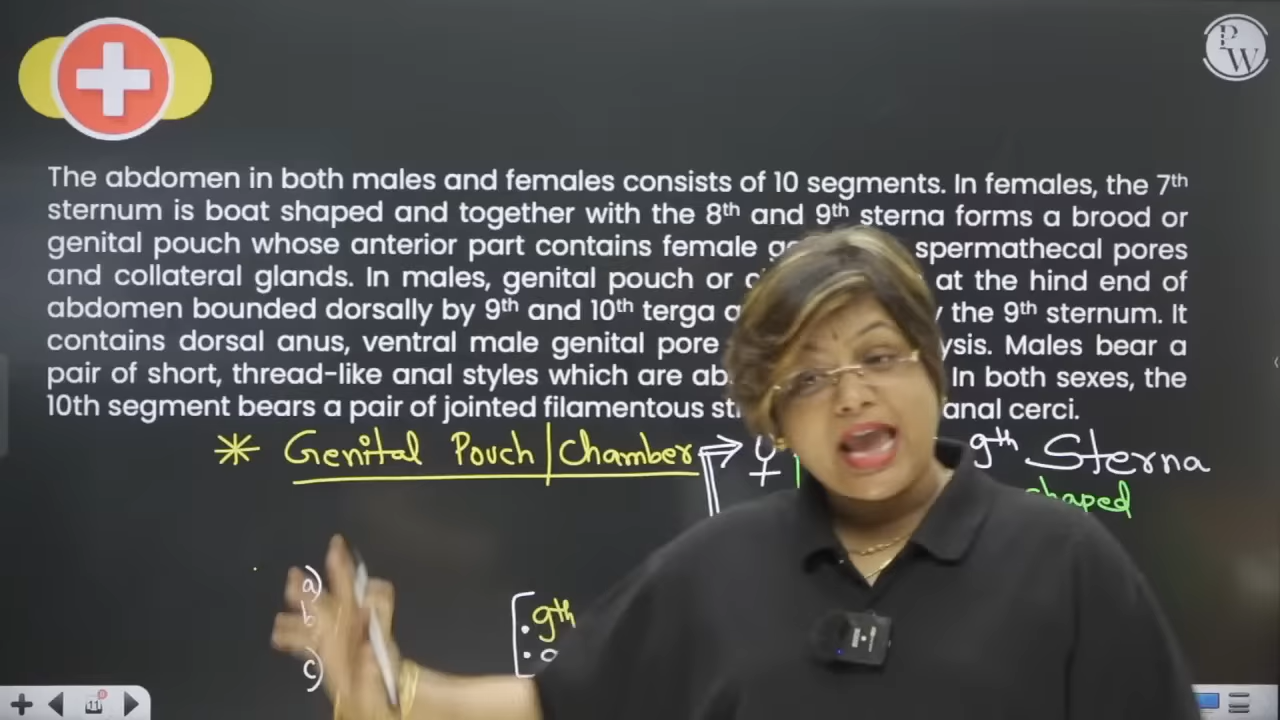 PW
The abdomen in both males and females consists of 10 segments. In females, the 7th
sternum is boat shaped and together with the 8th and 9th sterna forms a brood or
genital pouch whose anterior part contains female spermathecal pores
and collateral glands. In males, genital pouch or at the hind end of
abdomen bounded dorsally by 9th and 10th terga the 9th sternum. It
contains dorsal anus, ventral male genital pore Males bear a
pair of short, thread-like anal styles which are In both sexes, the
10th segment bears a pair of jointed filamentous anal cerci.
* Genital Pouch | Chamber ♀ 9th Sterna
shaped
a)
b
c)
9th
11